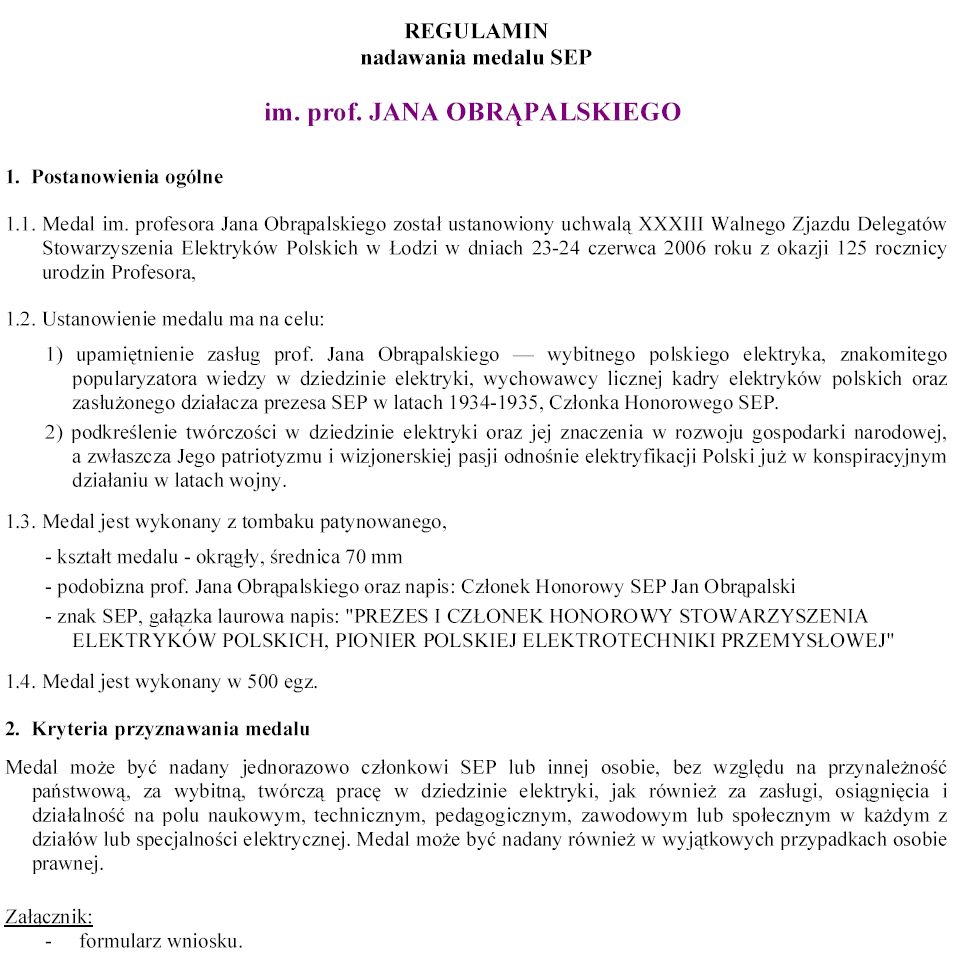 REGULAMIN
nadawania medalu SEP
im. prof. JANA OBRĄPALSKIEGO
1. Postanowienia ogólne
1.1. Medal im. profesora Jana Obrąpalskiego został ustanowiony uchwalą XXXIII Walnego Zjazdu Delegatów
Stowarzyszenia Elektryków Polskich w Łodzi w dniach 23-24 czerwca 2006 roku z okazji 125 rocznicy
urodzin Profesora,
1.2. Ustanowienie medalu ma na celu:
1) upamiętnienie zasług prof. Jana Obrąpalskiego — wybitnego polskiego elektryka, znakomitego
popularyzatora wiedzy w dziedzinie elektryki, wychowawcy licznej kadry elektryków polskich oraz
zasłużonego działacza prezesa SEP w latach 1934-1935, Członka Honorowego SEP.
2) podkreślenie twórczości w dziedzinie elektryki oraz jej znaczenia w rozwoju gospodarki narodowej,
a zwłaszcza Jego patriotyzmu i wizjonerskiej pasji odnośnie elektryfikacji Polski już w konspiracyjnym
działaniu w latach wojny.
1.3. Medal jest wykonany z tombaku patynowanego,
- kształt medalu - okrągły, średnica 70 mm
- podobizna prof. Jana Obrąpalskiego oraz napis: Członek Honorowy SEP Jan Obrąpalski
- znak SEP, gałązka laurowa napis: "PREZES I CZŁONEK HONOROWY STOWARZYSZENIA
ELEKTRYKÓW POLSKICH, PIONIER POLSKIEJ ELEKTROTECHNIKI PRZEMYSŁOWEJ"
1.4. Medal jest wykonany w 500 egz.
2. Kryteria przyznawania medalu
Medal może być nadany jednorazowo członkowi SEP lub innej osobie, bez względu na przynależność
państwową, za wybitną, twórczą pracę w dziedzinie elektryki, jak również za zasługi, osiągnięcia i
działalność na polu naukowym, technicznym, pedagogicznym, zawodowym lub społecznym w każdym z
działów lub specjalności elektrycznej. Medal może być nadany również w wyjątkowych przypadkach osobie
prawnej.
Załącznik:
- formularz wniosku.